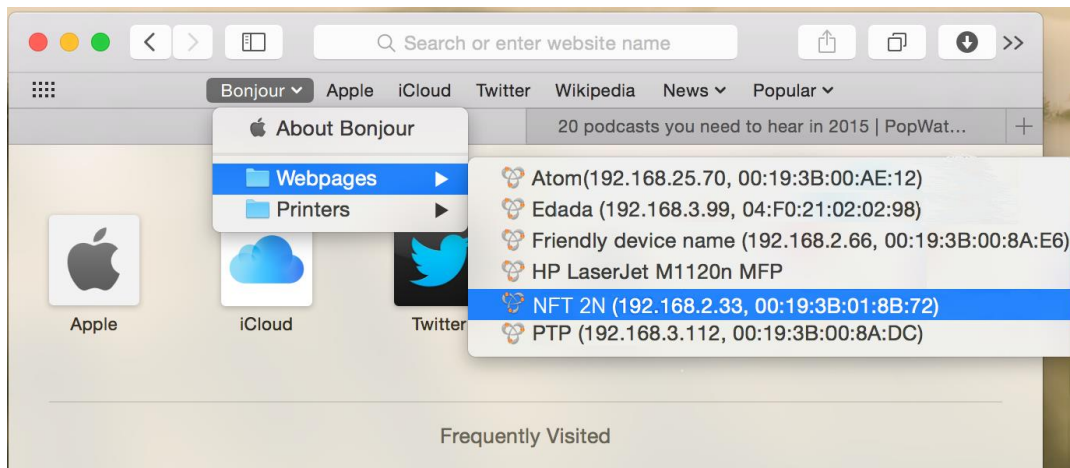 Search or enter website name
Bonjour Apple iCloud Twitter Wikipedia News Popular
About Bonjour
20 podcasts you need to hear in 2015 | PopWat...
Webpages
Printers
Atom(192.168.25.70, 00:19:3B:00:AE:12)
Edada (192.168.3.99, 04:F0:21:02:02:98)
Friendly device name (192.168.2.66, 00:19:3B:00:8A:E6)
HP LaserJet M1120n MFP
NFT 2N (192.168.2.33, 00:19:3B:01:8B:72)
PTP (192.168.3.112, 00:19:3B:00:8A:DC)
Apple
iCloud
Twitter
Frequently Visited